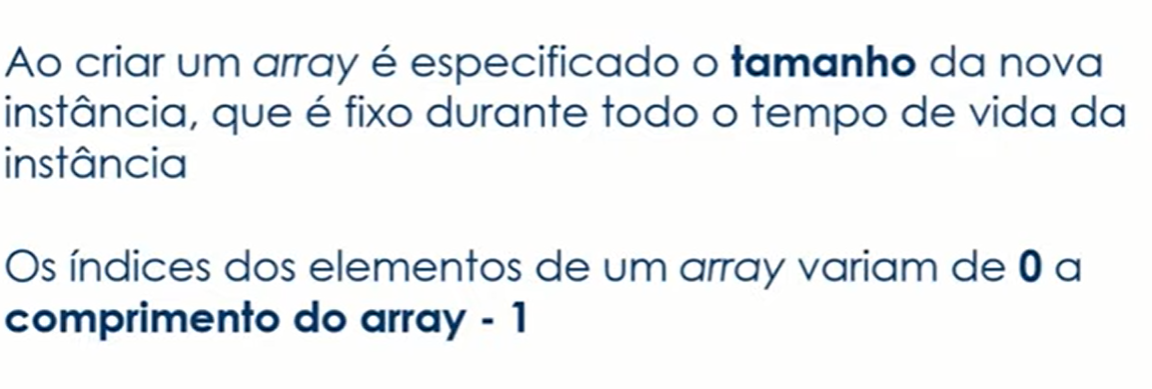 Ao criar um array é especificado o tamanho da nova
instância, que é fixo durante todo o tempo de vida da
instância
Os índices dos elementos de um array variam de 0 a
comprimento do array - 1